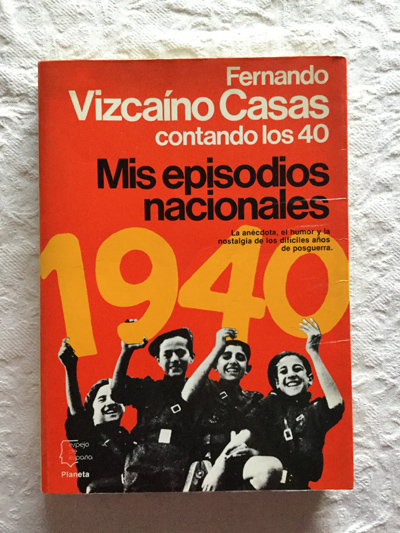 Fernando
Vizcaíno Casas
contando los 40
Mis episodios
nacionales
La anécdota, el humor y la
nostalgia de los difíciles años
de posguerra.
1940
espejo
de
españa
Planeta